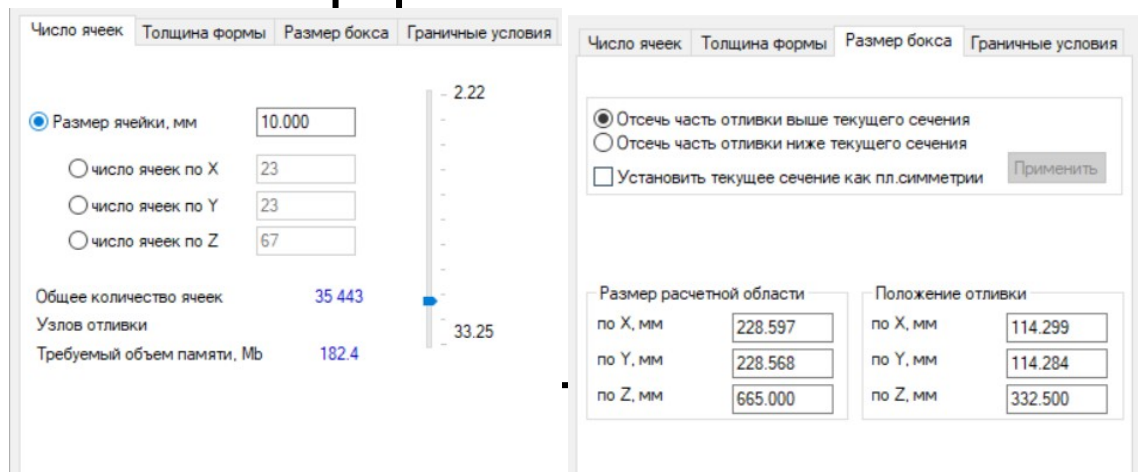 Число ячеек Толщина формы Размер бокса Граничные условия
2.22
Размер ячейки, мм 10.000
число ячеек по X 23
число ячеек по Y 23
число ячеек по Z 67
Общее количество ячеек 35 443
Узлов отливки
33.25
Требуемый объем памяти, Mb 182.4
Число ячеек Толщина формы Размер бокса Граничные условия
Отсечь часть отливки выше текущего сечения
Отсечь часть отливки ниже текущего сечения
Установить текущее сечение как пл.симметрии Применить
Размер расчетной области Положение отливки
по X, мм 228.597 по X, мм 114.299
по Y, мм 228.568 по Y, мм 114.284
по Z, мм 665.000 по Z, мм 332.500